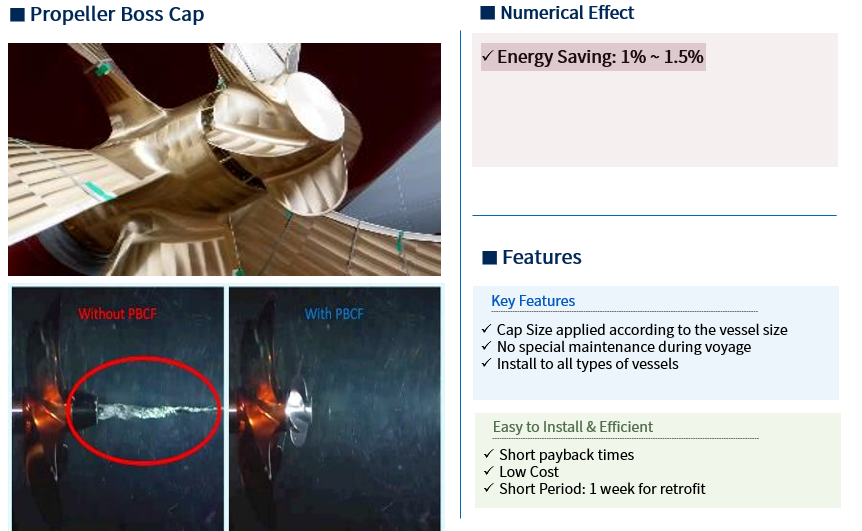 Propeller Boss Cap
Without PBCF
With PBCF
Numerical Effect
✓ Energy Saving: 1% ~ 1.5%
Features
Key Features
✓ Cap Size applied according to the vessel size
✓ No special maintenance during voyage
✓ Install to all types of vessels
Easy to Install & Efficient
✓ Short payback times
✓ Low Cost
✓ Short Period: 1 week for retrofit